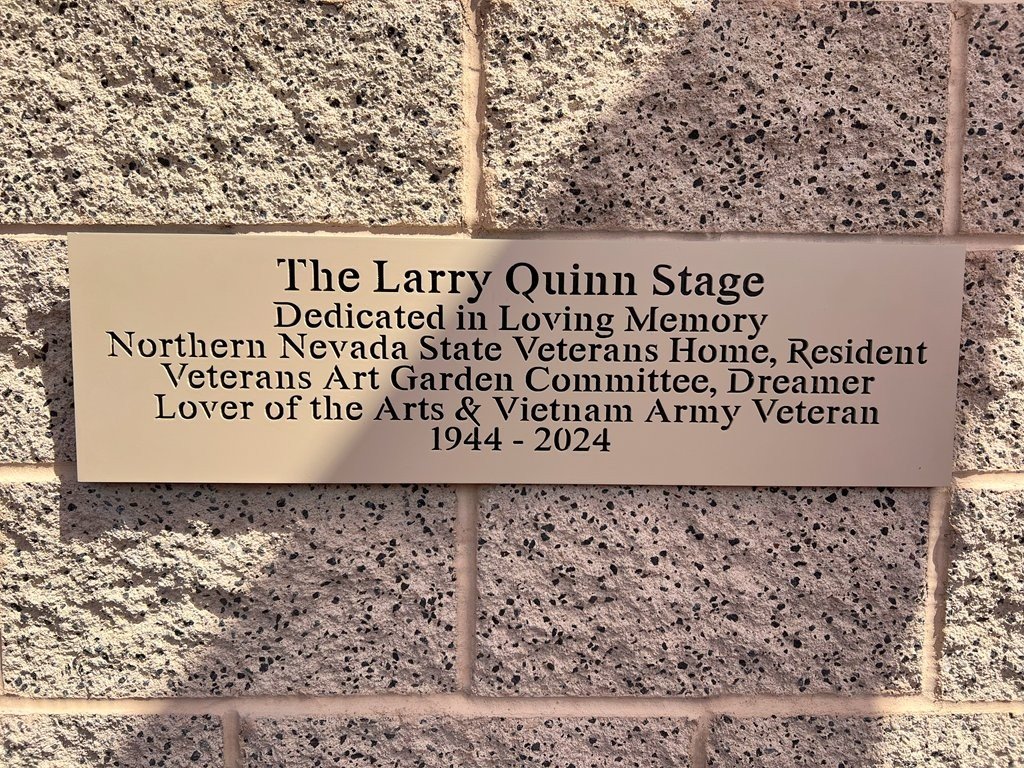 The Larry Quinn Stage
Dedicated in Loving Memory
Northern Nevada State Veterans Home, Resident
Veterans Art Garden Committee, Dreamer
Lover of the Arts & Vietnam Army Veteran
1944 - 2024